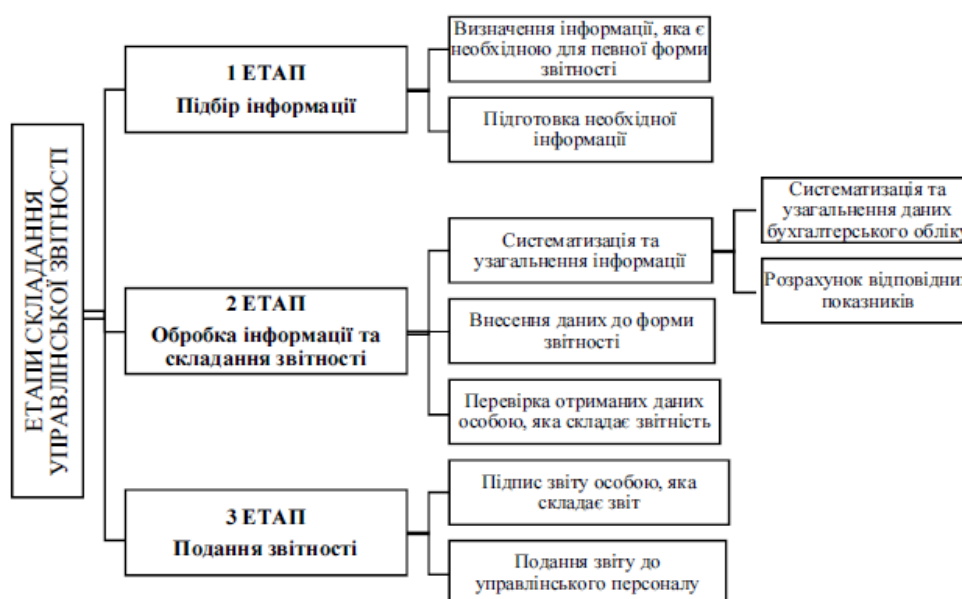 ЕТАПИ СКЛАДАННЯ
УПРАВЛІНСЬКОЇ ЗВІТНОСТІ
1 ЕТАП
Підбір інформації
Визначення інформації, яка є
необхідною для певної форми
звітності
Підготовка необхідної
інформації
2 ЕТАП
Обробка інформації та
складання звітності
Систематизація та
узагальнення інформації
Систематизація та
узагальнення даних
бухгалтерського обліку
Розрахунок
показників
Внесення даних до форми
звітності
Перевірка отриманих даних
особою, яка складає звітність
3 ЕТАП
Подання звітності
Підпис звіту особою, яка
складає звіт
Подання звіту до
управлінського персоналу